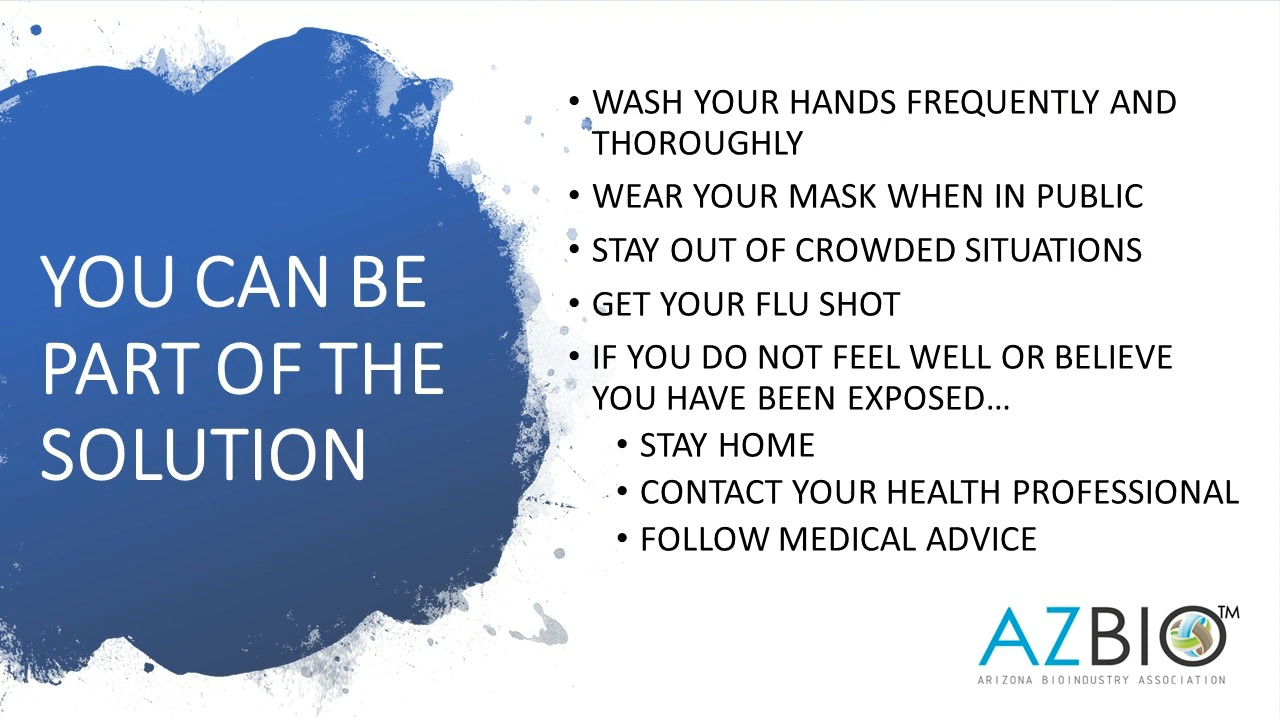 YOU CAN BE
PART OF THE
SOLUTION
• WASH YOUR HANDS FREQUENTLY AND
THOROUGHLY
• WEAR YOUR MASK WHEN IN PUBLIC
• STAY OUT OF CROWDED SITUATIONS
• GET YOUR FLU SHOT
• IF YOU DO NOT FEEL WELL OR BELIEVE
YOU HAVE BEEN EXPOSED…
• STAY HOME
• CONTACT YOUR HEALTH PROFESSIONAL
• FOLLOW MEDICAL ADVICE
AZBIO™
ARIZONA BIOINDUSTRY ASSOCIATION